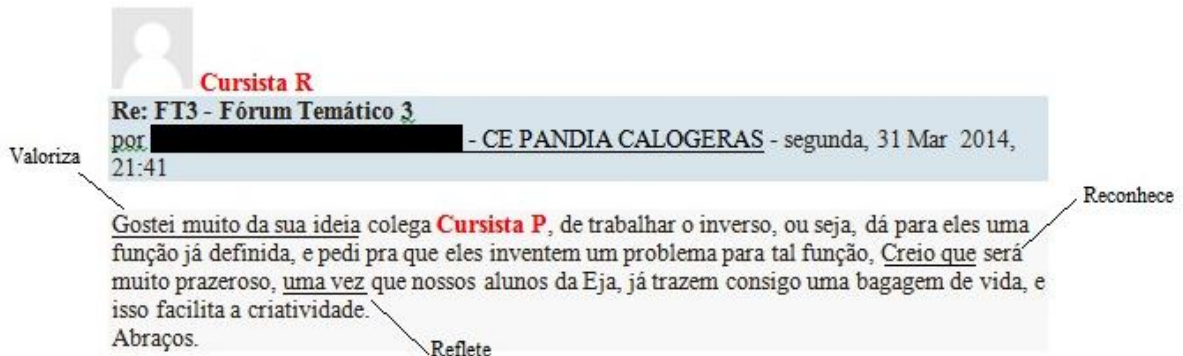 Cursista R
Re: FT3 - Fórum Temático 3
por - CE PANDIA CALOGERAS - segunda, 31 Mar 2014,
21:41
Valoriza
Reconhece
Gostei muito da sua ideia colega Cursista P, de trabalhar o inverso, ou seja, dá para eles uma
função já definida, e pedi pra que eles inventem um problema para tal função, Creio que será
muito prazeroso, uma vez que nossos alunos da Eja, já trazem consigo uma bagagem de vida, e
isso facilita a criatividade.
Abraços.
Reflete